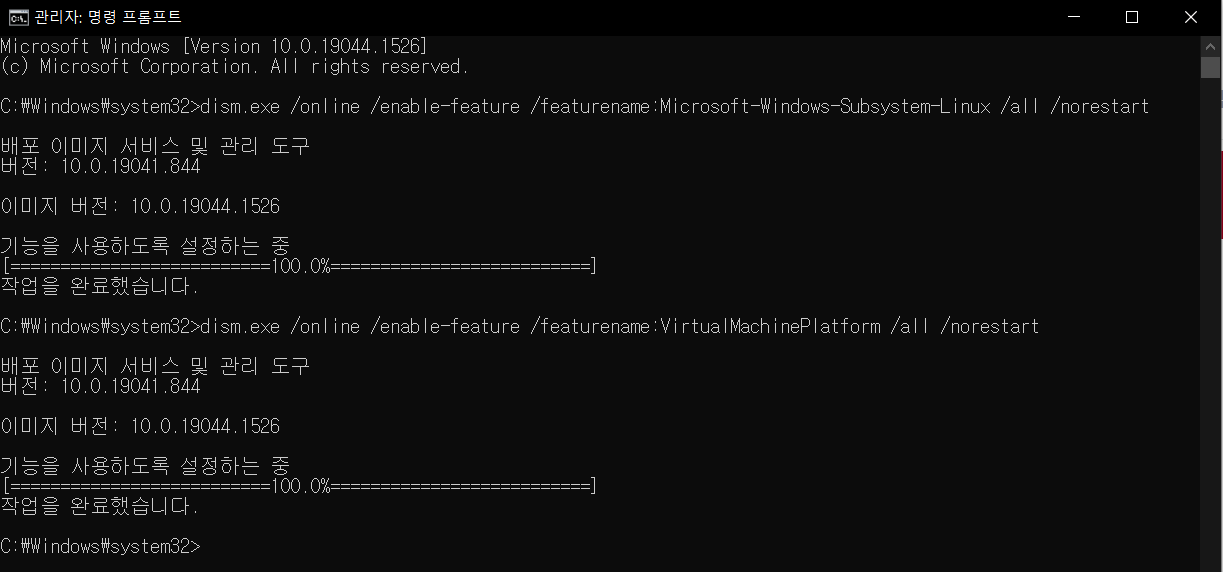 관리자: 명령 프롬프트
Microsoft Windows [Version 10.0.19044.1526]
(c) Microsoft Corporation. All rights reserved.
C:₩Windows₩system32>dism.exe /online /enable-feature /featurename:Microsoft-Windows-Subsystem-Linux /all /norestart
배포 이미지 서비스 및 관리 도구
버전: 10.0.19041.844
이미지 버전: 10.0.19044.1526
기능을 사용하도록 설정하는 중
[==========================100.0%==========================]
작업을 완료했습니다.
C:₩Windows₩system32>dism.exe /online /enable-feature /featurename:VirtualMachinePlatform /all /norestart
배포 이미지 서비스 및 관리 도구
버전: 10.0.19041.844
이미지 버전: 10.0.19044.1526
기능을 사용하도록 설정하는 중
[==========================100.0%==========================]
작업을 완료했습니다.
C:₩Windows₩system32>